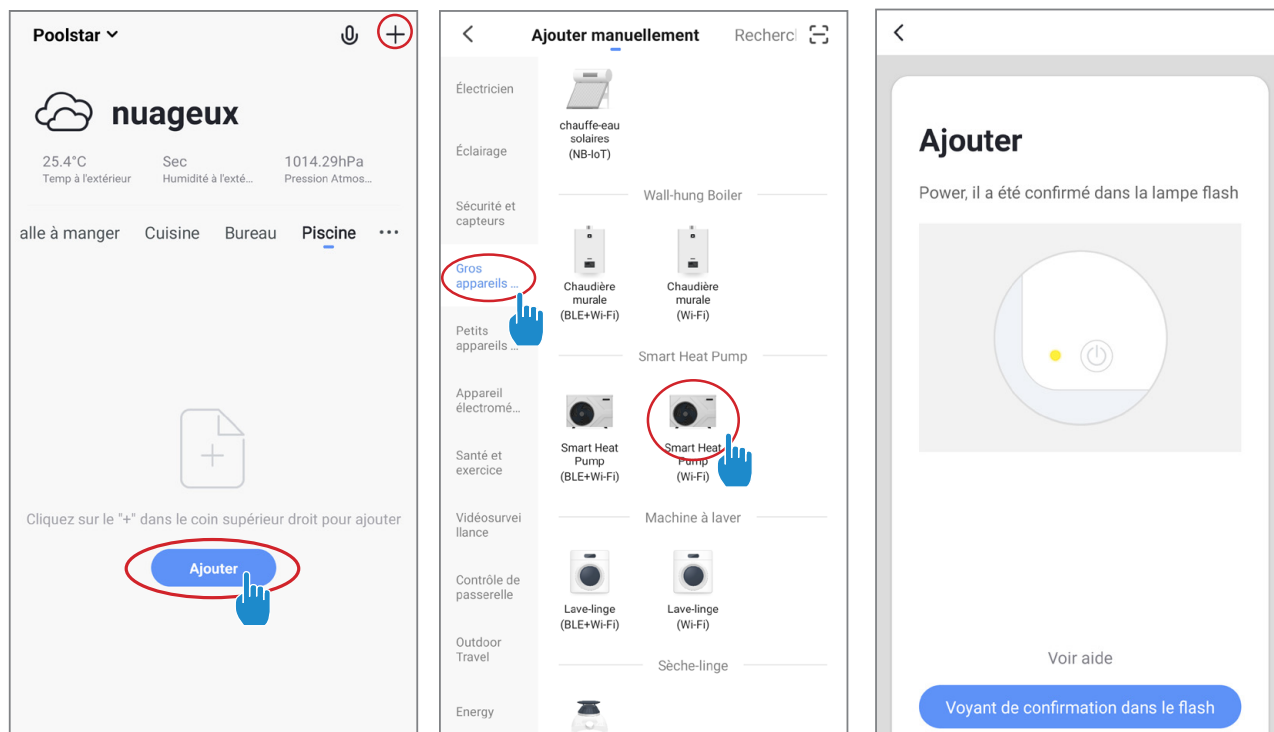 Poolstar
nuageux
25.4°C Sec 1014.29hPa
Temp à l'extérieur Humidité à l'exté... Pression Atmos...
alle à manger Cuisine Bureau Piscine ...
Cliquez sur le "+" dans le coin supérieur droit pour ajouter
Ajouter
Ajouter manuellement Recherc
Électricien
Éclairage
Sécurité et
capteurs
Gros
appareils ...
Petits
appareils ...
Appareil
électromé...
Santé et
exercice
Vidéosurvei
llance
Contrôle de
passerelle
Outdoor
Travel
Energy
chauffe-eau
solaires
(NB-IoT)
Wall-hung Boiler
Chaudière
murale
(BLE+Wi-Fi)
Chaudière
murale
(Wi-Fi)
Smart Heat Pump
Smart Heat
Pump
(BLE+Wi-Fi)
Smart Heat
Pump
(Wi-Fi)
Machine à laver
Lave-linge
(BLE+Wi-Fi)
Lave-linge
(Wi-Fi)
Sèche-linge
Ajouter
Power, il a été confirmé dans la lampe flash
Voir aide
Voyant de confirmation dans le flash